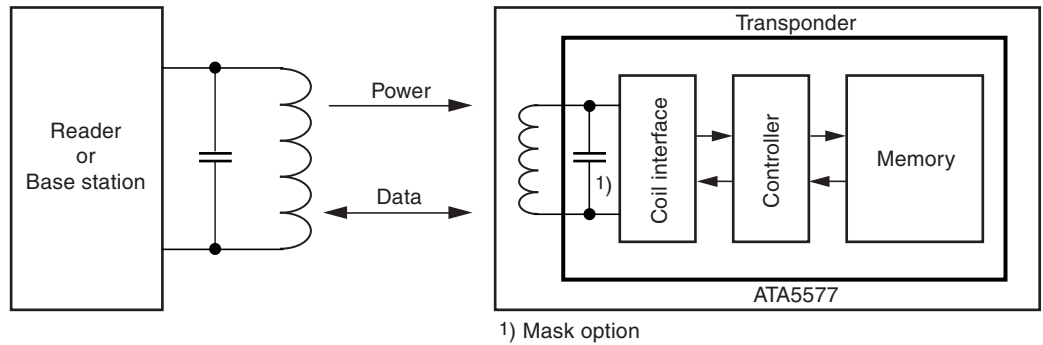 Transponder
Reader
or
Base station
Power
Data
1)
Coil interface
Controller
Memory
ATA5577
1) Mask option